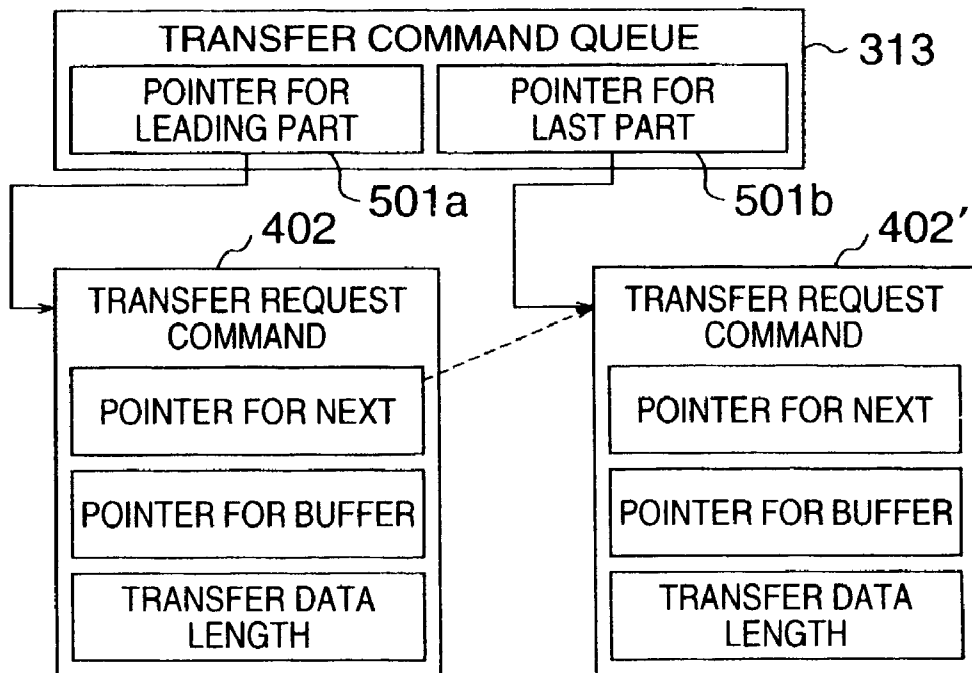 TRANSFER COMMAND QUEUE
313
POINTER FOR
LEADING PART
POINTER FOR
LAST PART
501a
501b
402
402'
TRANSFER REQUEST
COMMAND
POINTER FOR NEXT
POINTER FOR BUFFER
TRANSFER DATA
LENGTH
TRANSFER REQUEST
COMMAND
POINTER FOR NEXT
POINTER FOR BUFFER
TRANSFER DATA
LENGTH